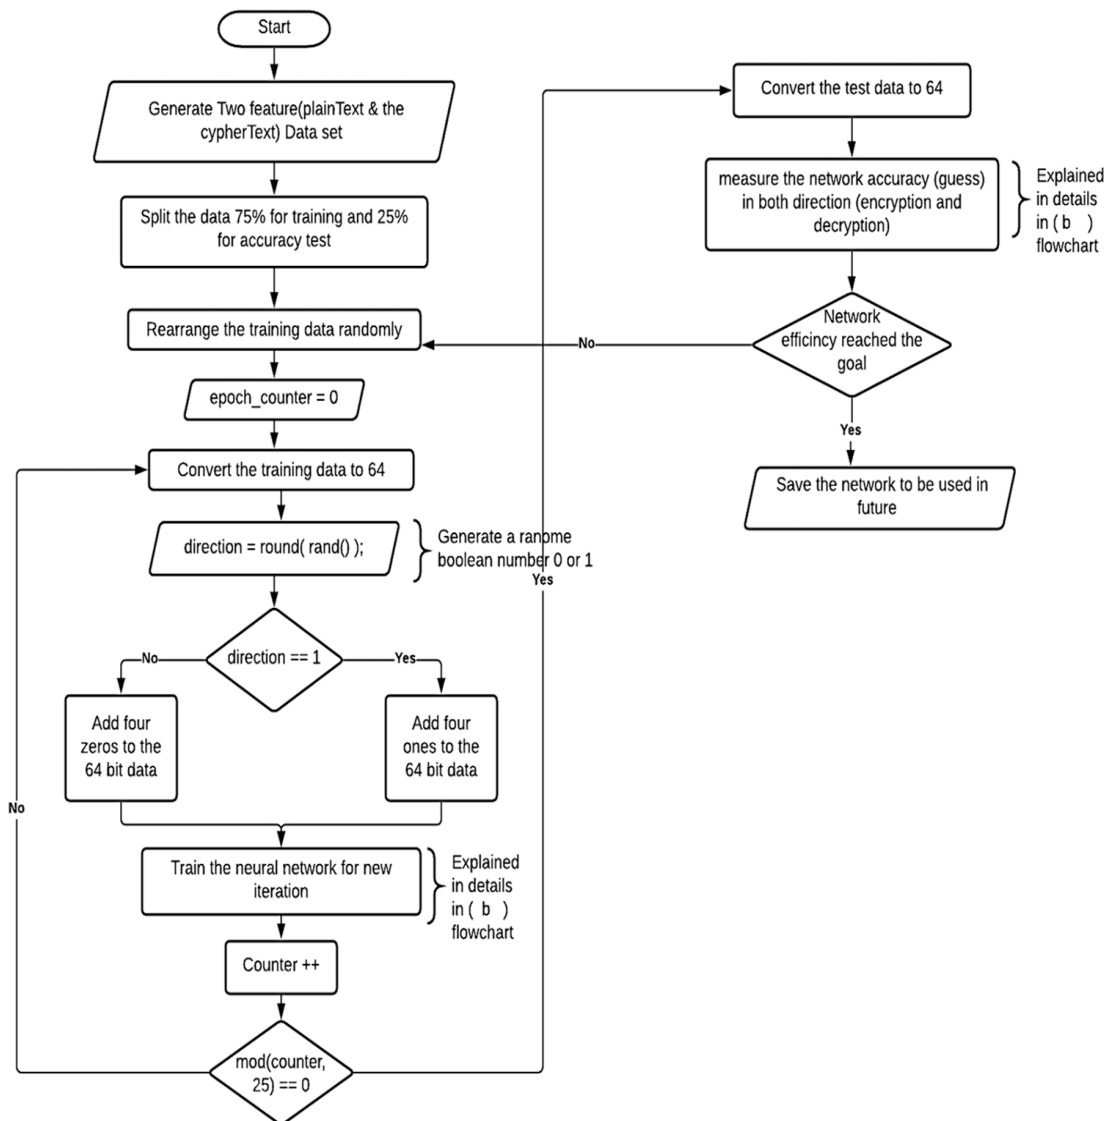 Start
Generate Two feature(plainText & the
cypherText) Data set
Split the data 75% for training and 25%
for accuracy test
Rearrange the training data randomly
epoch_counter = 0
Convert the training data to 64
direction = round( rand() );
Generate a ranome
boolean number 0 or 1
direction == 1
No
Yes
Add four
zeros to the
64 bit data
Add four
ones to the
64 bit data
Train the neural network for new
iteration
Explained
in details
in ( b )
flowchart
Counter ++
mod(counter,
25) == 0
No
Yes
Convert the test data to 64
measure the network accuracy (guess)
in both direction (encryption and
decryption)
Explained
in details
in ( b )
flowchart
Network
efficincy reached the
goal
No
Yes
Save the network to be used in
future